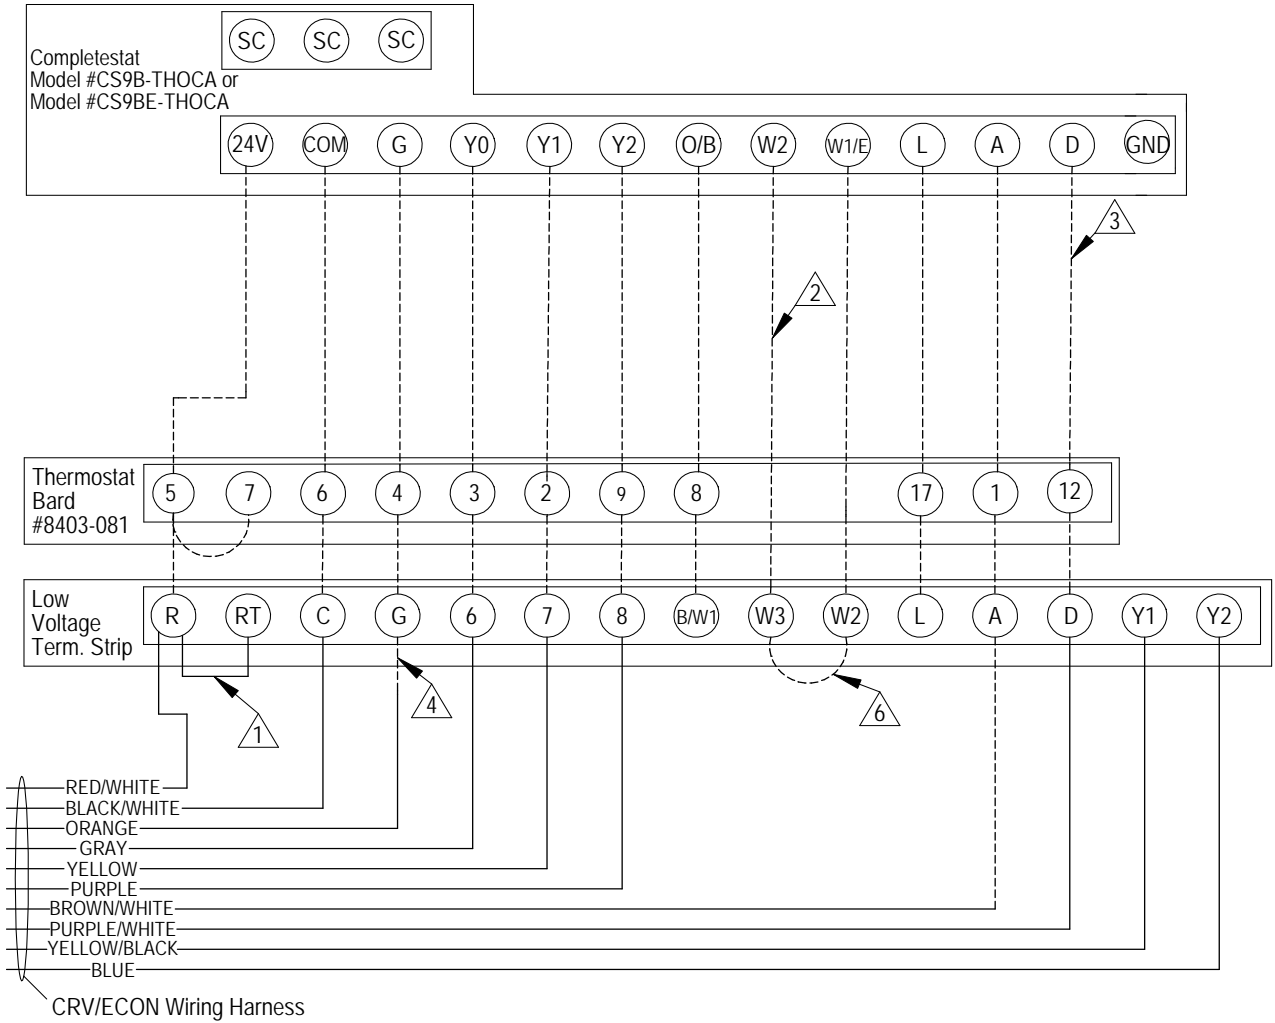 SC SC SC
Completestat
Model #CS9B-THOCA or
Model #CS9BE-THOCA
24V COM G Y0 Y1 Y2 O/B W2 W1/E L A D GND
3
2
Thermostat
Bard
#8403-081
5 7 6 4 3 2 9 8 17 1 12
Low
Voltage
Term. Strip
R RT C G 6 7 8 B/W1 W3 W2 L A D Y1 Y2
4
6
1
RED/WHITE
BLACK/WHITE
ORANGE
GRAY
YELLOW
PURPLE
BROWN/WHITE
PURPLE/WHITE
YELLOW/BLACK
BLUE
CRV/ECON Wiring Harness